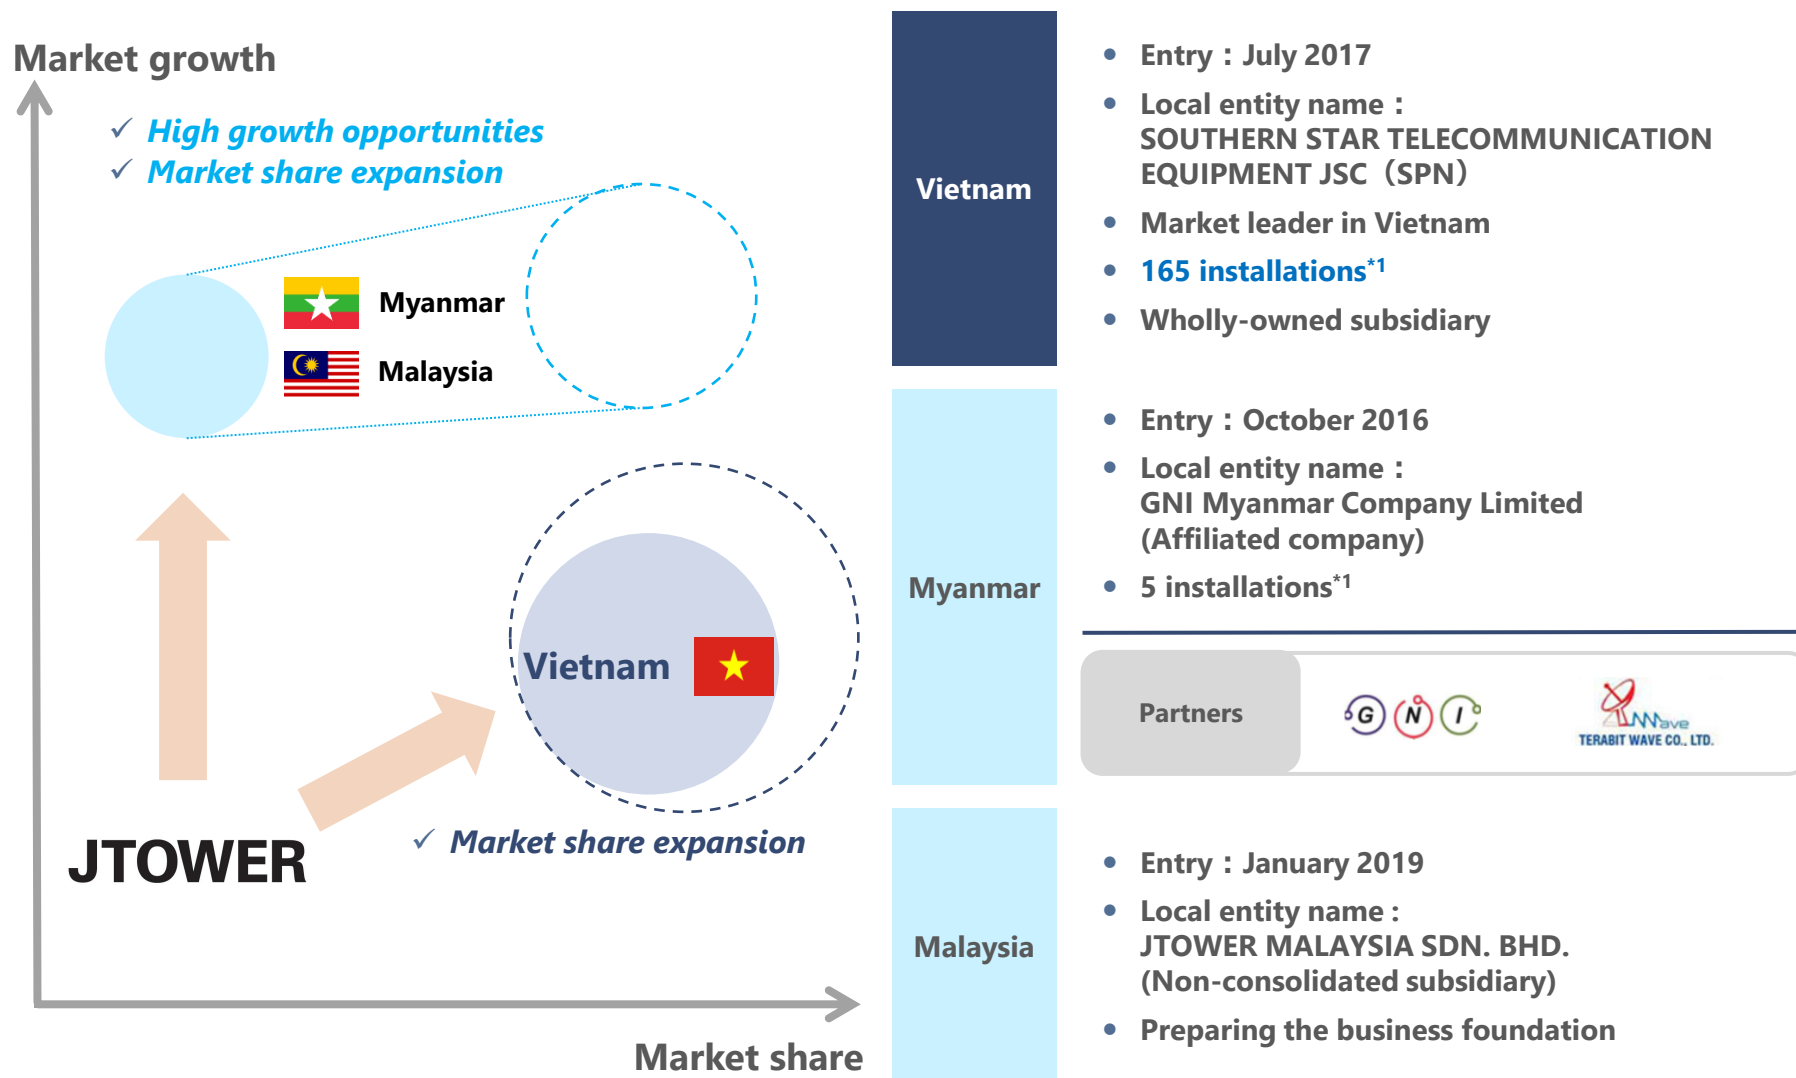 Market growth
✓ High growth opportunities
✓ Market share expansion
Myanmar
Malaysia
Vietnam
✓ Market share expansion
JTOWER
Market share
Vietnam
• Entry：July 2017
• Local entity name：
SOUTHERN STAR TELECOMMUNICATION
EQUIPMENT JSC（SPN）
• Market leader in Vietnam
• 165 installations*1
• Wholly-owned subsidiary
Myanmar
• Entry：October 2016
• Local entity name：
GNI Myanmar Company Limited
(Affiliated company)
• 5 installations*1
Partners
G N I
Wave
TERABIT WAVE CO., LTD.
Malaysia
• Entry：January 2019
• Local entity name :
JTOWER MALAYSIA SDN. BHD.
(Non-consolidated subsidiary)
• Preparing the business foundation